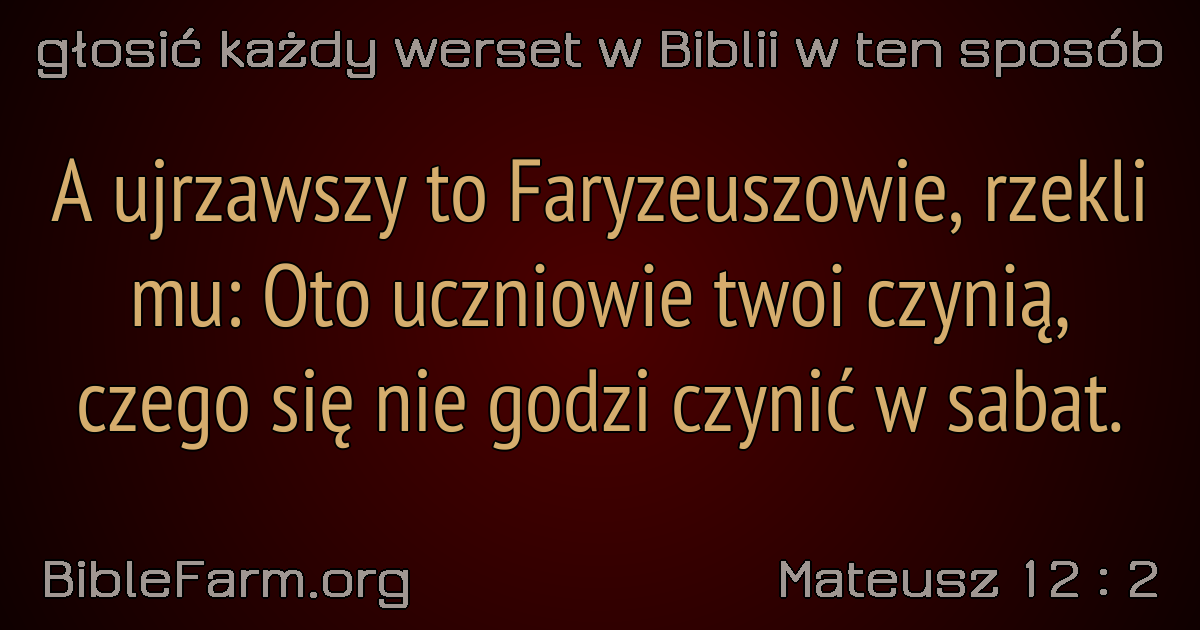 głosić każdy werset w Biblii w ten sposób
A ujrzawszy to Faryzeuszowie, rzekli
mu: Oto uczniowie twoi czynią,
czego się nie godzi czynić w sabat.
BibleFarm.org
Mateusz 12 : 2